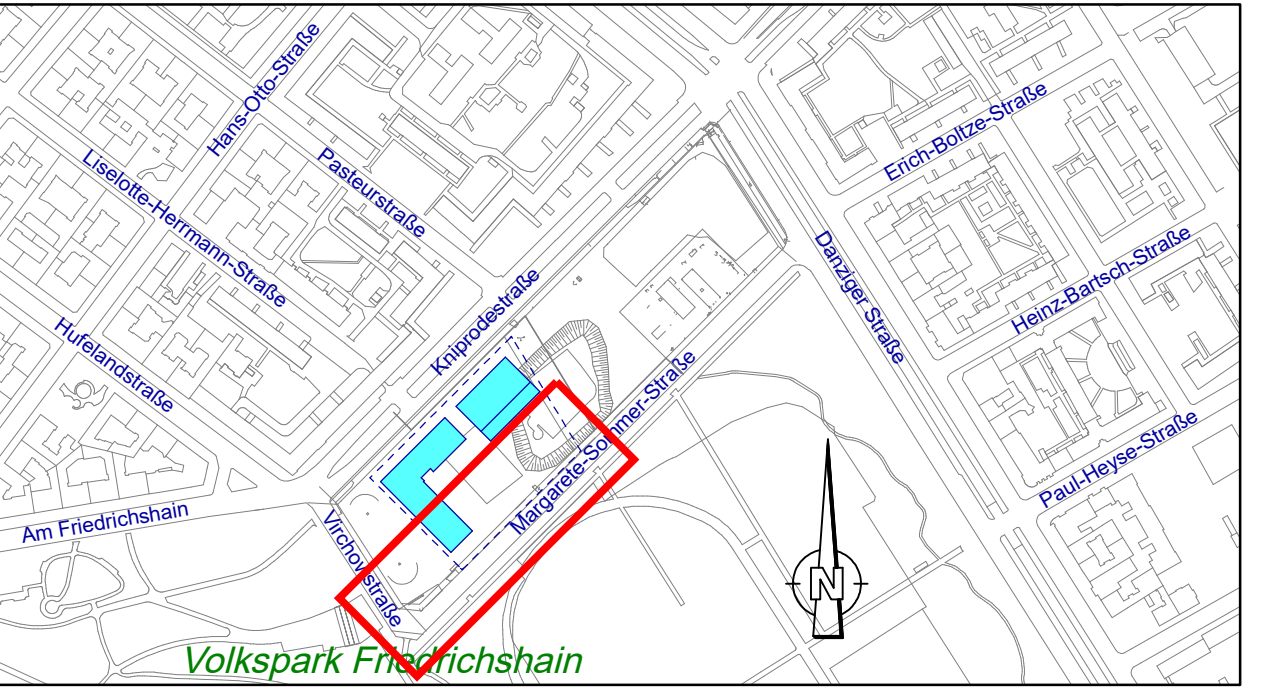 Hans-Otto-Straße
Liselotte-Herrmann-Straße
Pasteurstraße
Hufelandstraße
Kniprodestraße
Erich-Boltze-Straße
Danziger Straße
Heinz-Bartsch-Straße
Paul-Heyse-Straße
Margarete-Sommer-Straße
Am Friedrichshain
Virchowstraße
N
Volkspark Friedrichshain